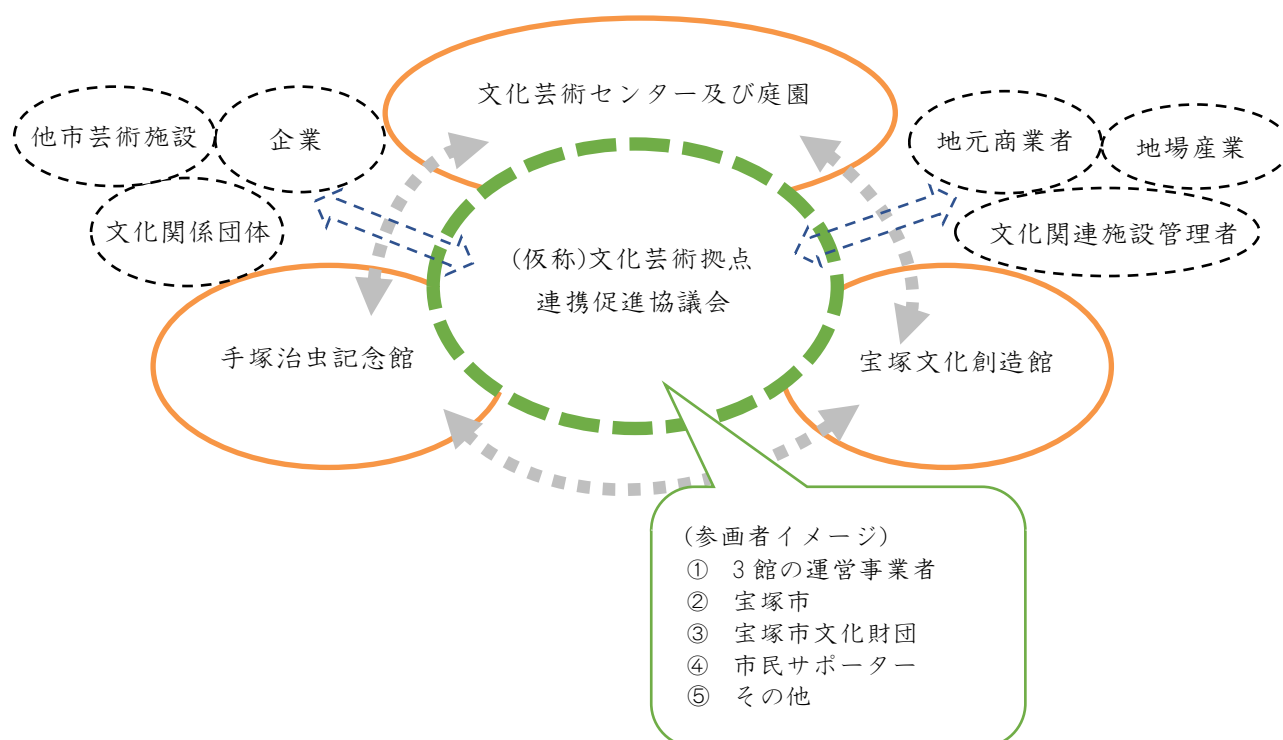 文化芸術センター及び庭園
他市芸術施設
企業
地元商業者
地場産業
文化関係団体
文化関連施設管理者
(仮称)文化芸術拠点
連携促進協議会
手塚治虫記念館
宝塚文化創造館
(参画者イメージ)
① 3館の運営事業者
② 宝塚市
③ 宝塚市文化財団
④ 市民サポーター
⑤ その他